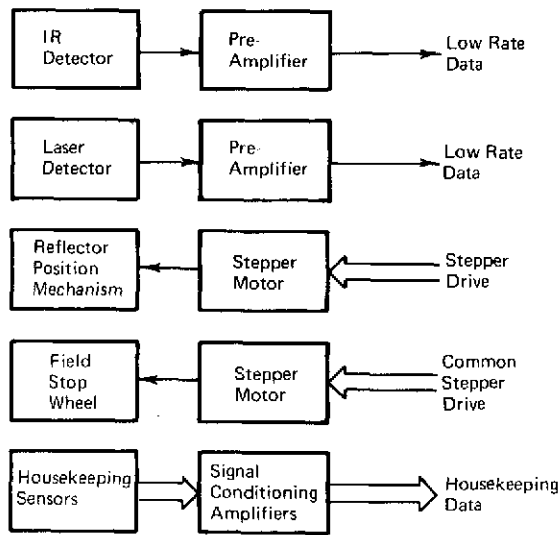 IR
Detector
Pre-
Amplifier
Low Rate
Data
Laser
Detector
Pre-
Amplifier
Low Rate
Data
Reflector
Position
Mechanism
Stepper
Motor
Stepper
Drive
Field
Stop
Wheel
Stepper
Motor
Common
Stepper
Drive
Housekeeping
Sensors
Signal
Conditioning
Amplifiers
Housekeeping
Data